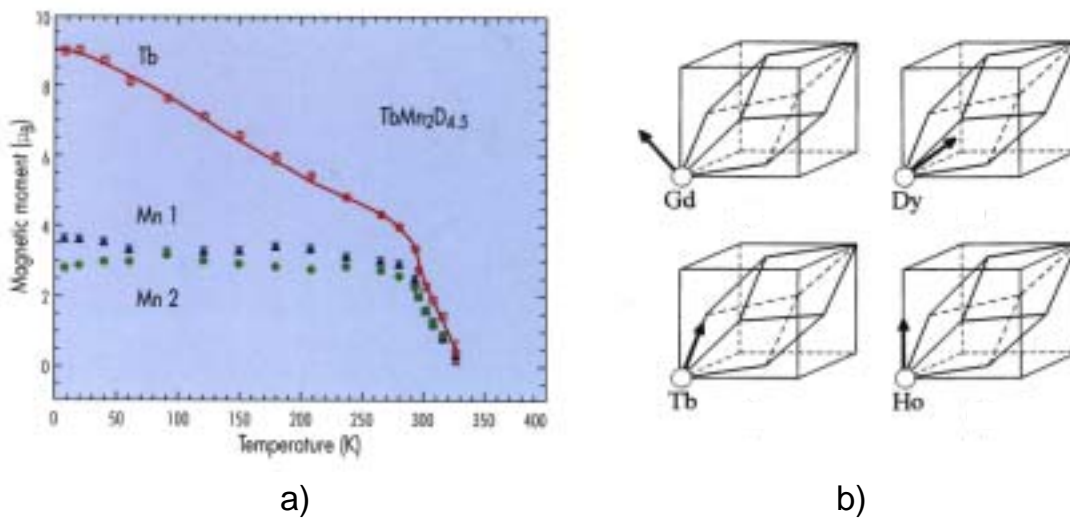 10
8
6
4
2
0
Magnetic moment |μB
Tb
TbMn2D4.5
Mn 1
Mn 2
0 50 100 150 200 250 300 350 400
Temperature (K)
a)
Gd
Dy
Tb
Ho
b)